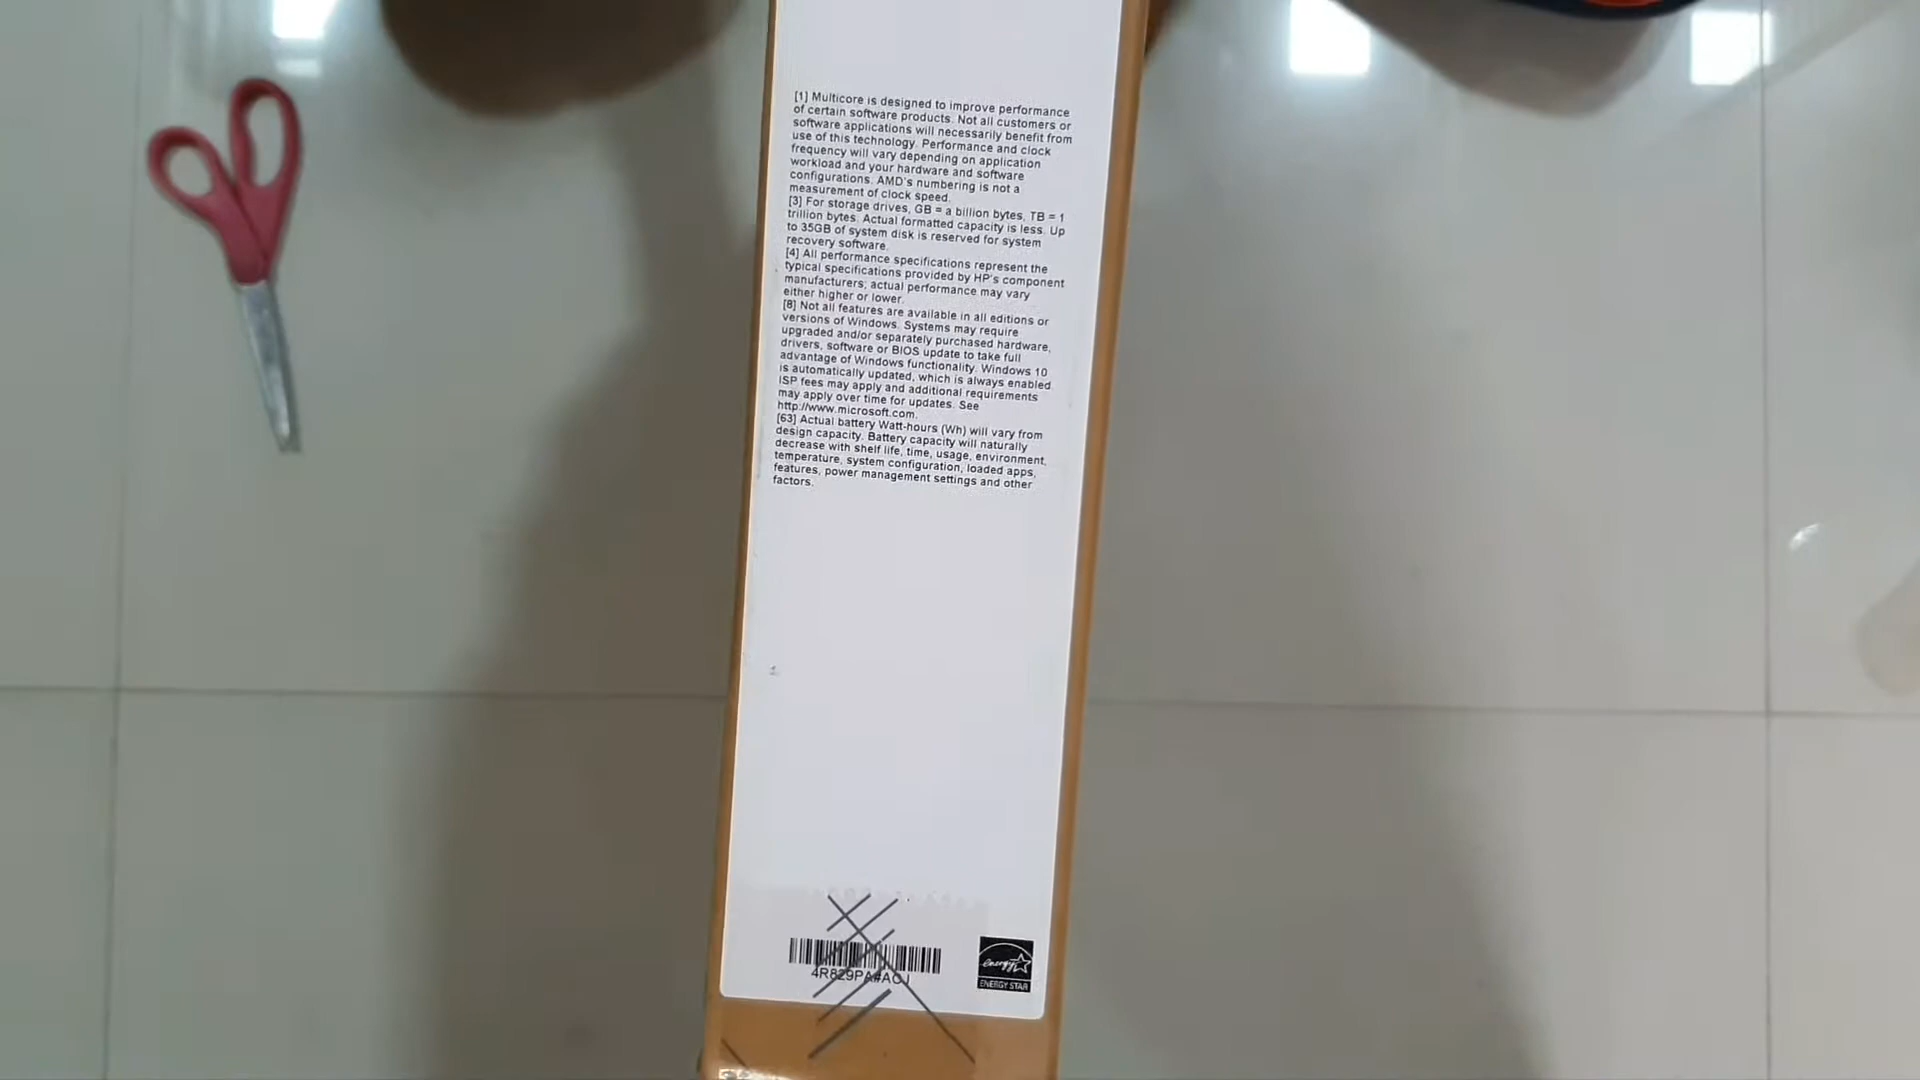 [1] Multicore is designed to improve performance
of certain software products. Not all customers or
software applications will necessarily benefit from
use of this technology. Performance and clock
frequency will vary depending on application
workload and your hardware and software
configurations. AMD's numbering is not a
measurement of clock speed.
[3] For storage drives, GB = a billion bytes, TB = 1
trillion bytes. Actual formatted capacity is less. Up
to 35GB of system disk is reserved for system
recovery software.
[4] All performance specifications represent the
typical specifications provided by HP's component
manufacturers; actual performance may vary
either higher or lower.
[8] Not all features are available in all editions or
versions of Windows. Systems may require
upgraded and/or separately purchased hardware,
drivers, software or BIOS update to take full
advantage of Windows functionality. Windows 10
is automatically updated, which is always enabled.
ISP fees may apply and additional requirements
may apply over time for updates. See
http://www.microsoft.com.
[63] Actual battery Watt-hours (Wh) will vary from
design capacity. Battery capacity will naturally
decrease with shelf life, time, usage, environment,
temperature, system configuration, loaded apps,
features, power management settings and other
factors.
4R829PA#ACJ
energy
ENERGY STAR